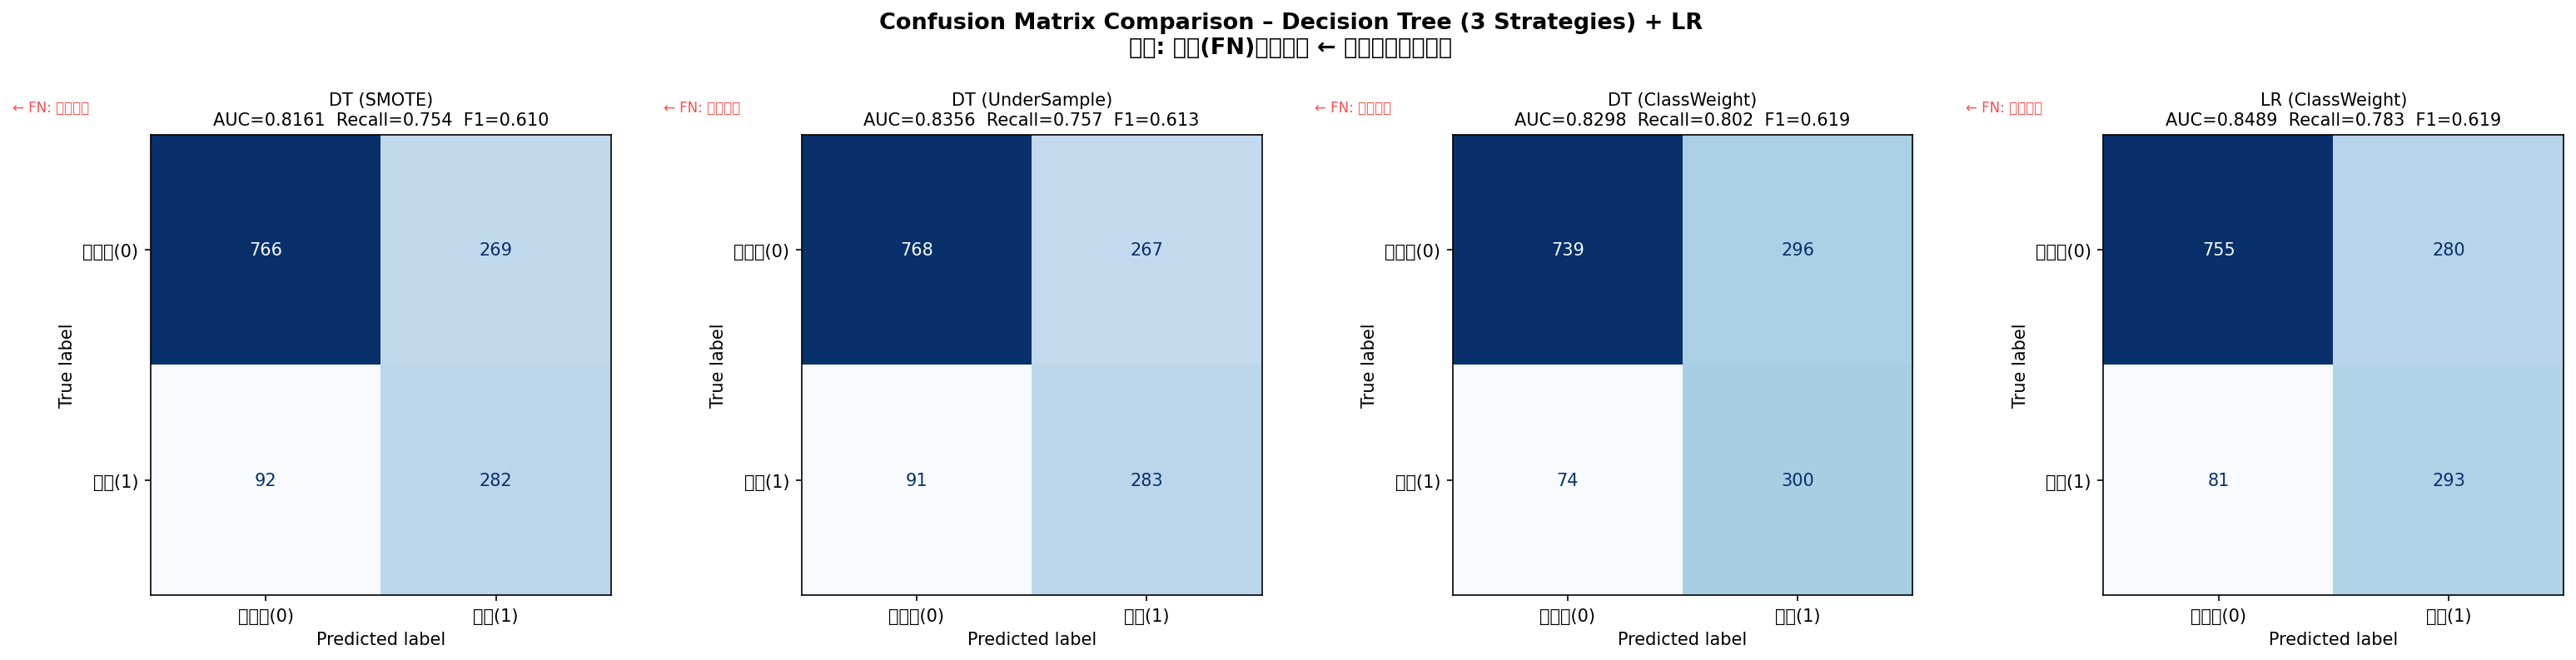 Confusion Matrix Comparison – Decision Tree (3 Strategies) + LR
: (FN) ←
← FN:
DT (SMOTE)
AUC=0.8161 Recall=0.754 F1=0.610
766
269
92
282
(0)
(1)
True label
(0)
(1)
Predicted label
← FN:
DT (UnderSample)
AUC=0.8356 Recall=0.757 F1=0.613
768
267
91
283
(0)
(1)
True label
(0)
(1)
Predicted label
← FN:
DT (ClassWeight)
AUC=0.8298 Recall=0.802 F1=0.619
739
296
74
300
(0)
(1)
True label
(0)
(1)
Predicted label
← FN:
LR (ClassWeight)
AUC=0.8489 Recall=0.783 F1=0.619
755
280
81
293
(0)
(1)
True label
(0)
(1)
Predicted label